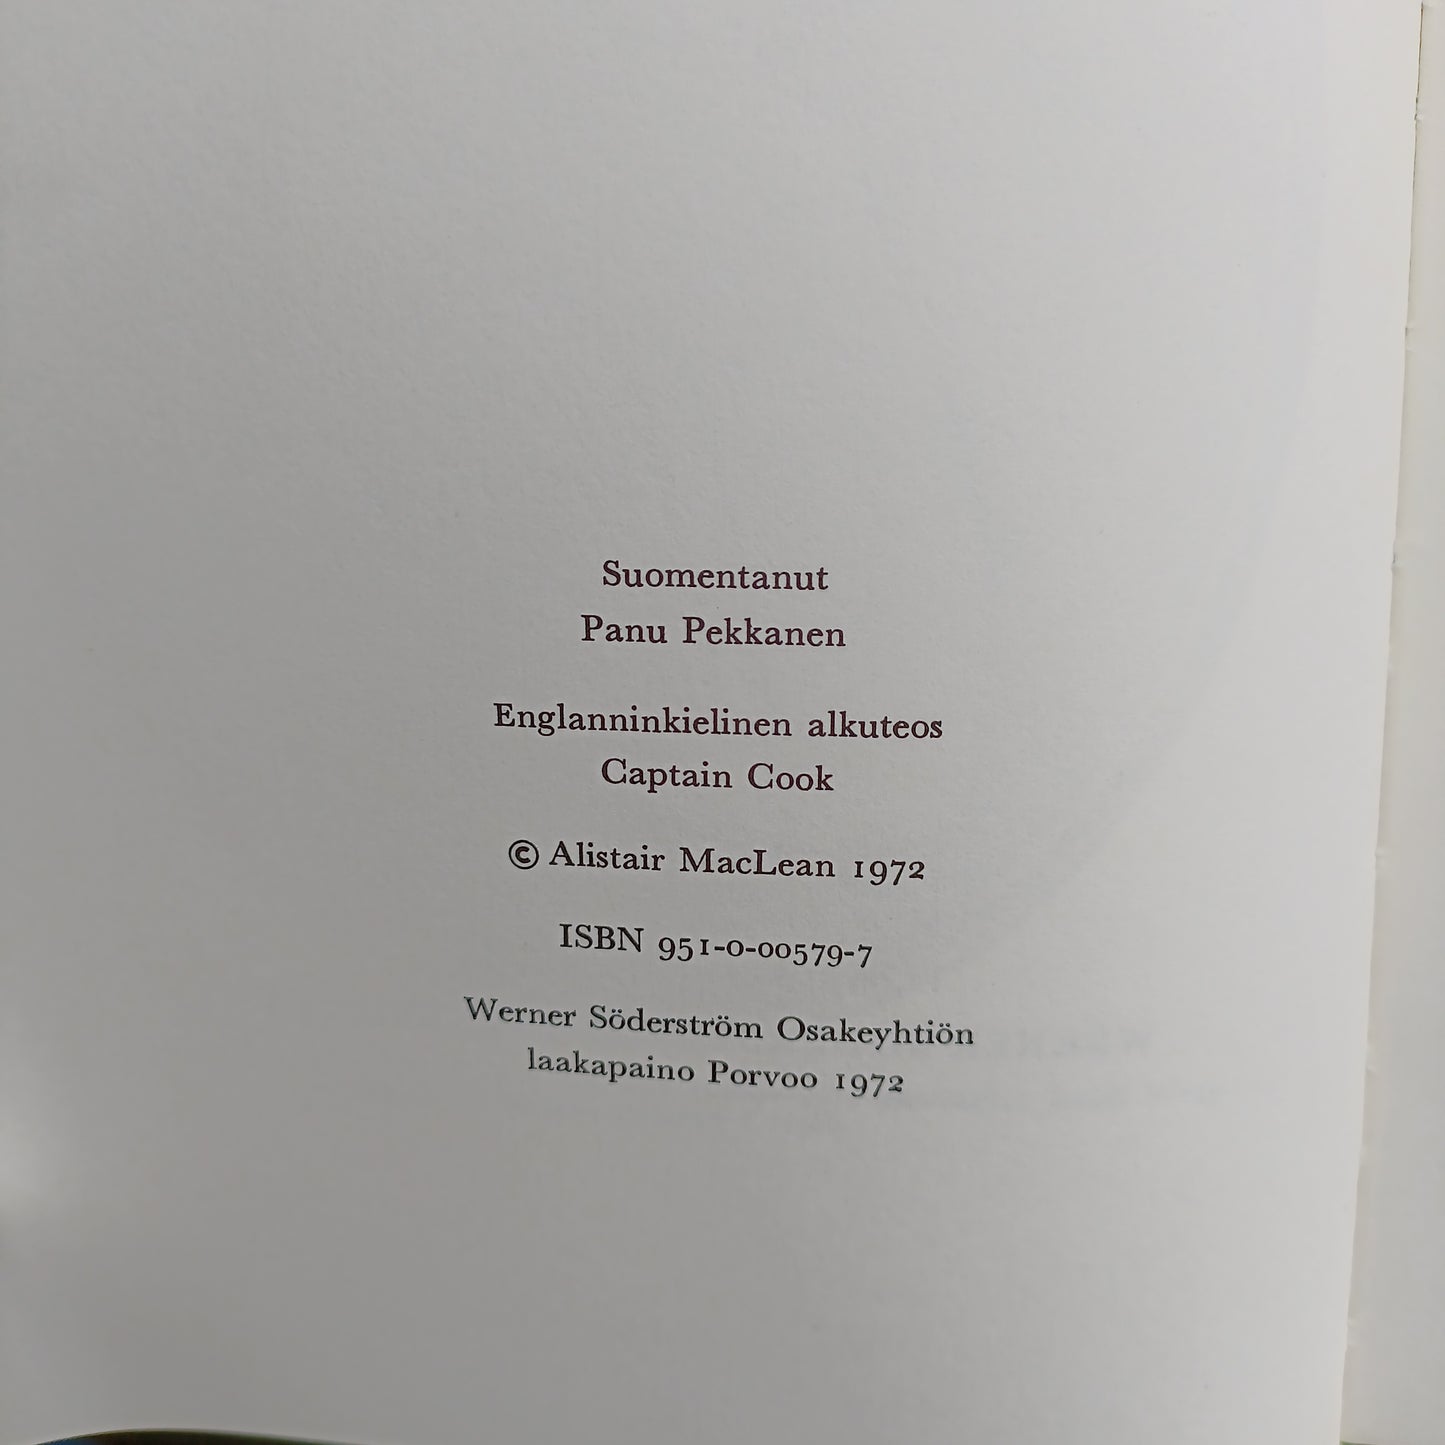 Suomentanut
Panu Pekkanen
Englanninkielinen alkuteos
Captain Cook
© Alistair MacLean 1972
ISBN 951-0-00579-7
Werner Söderström Osakeyhtiön
laakapaino Porvoo 1972